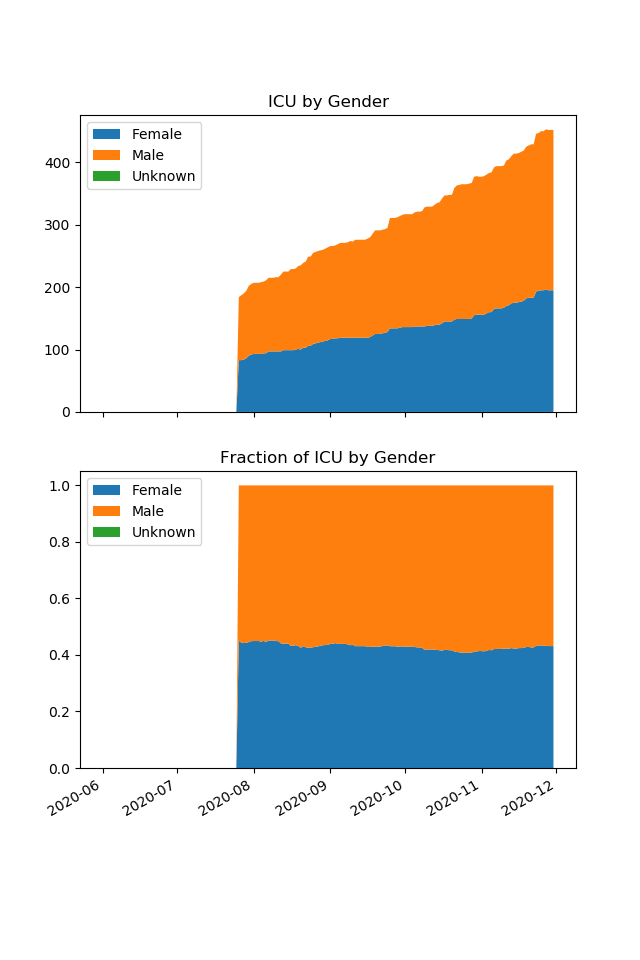 ICU by Gender
Female
Male
Unknown
400
300
200
100
0
Fraction of ICU by Gender
Female
Male
Unknown
1.0
0.8
0.6
0.4
0.2
0.0
2020-06 2020-07 2020-08 2020-09 2020-10 2020-11 2020-12